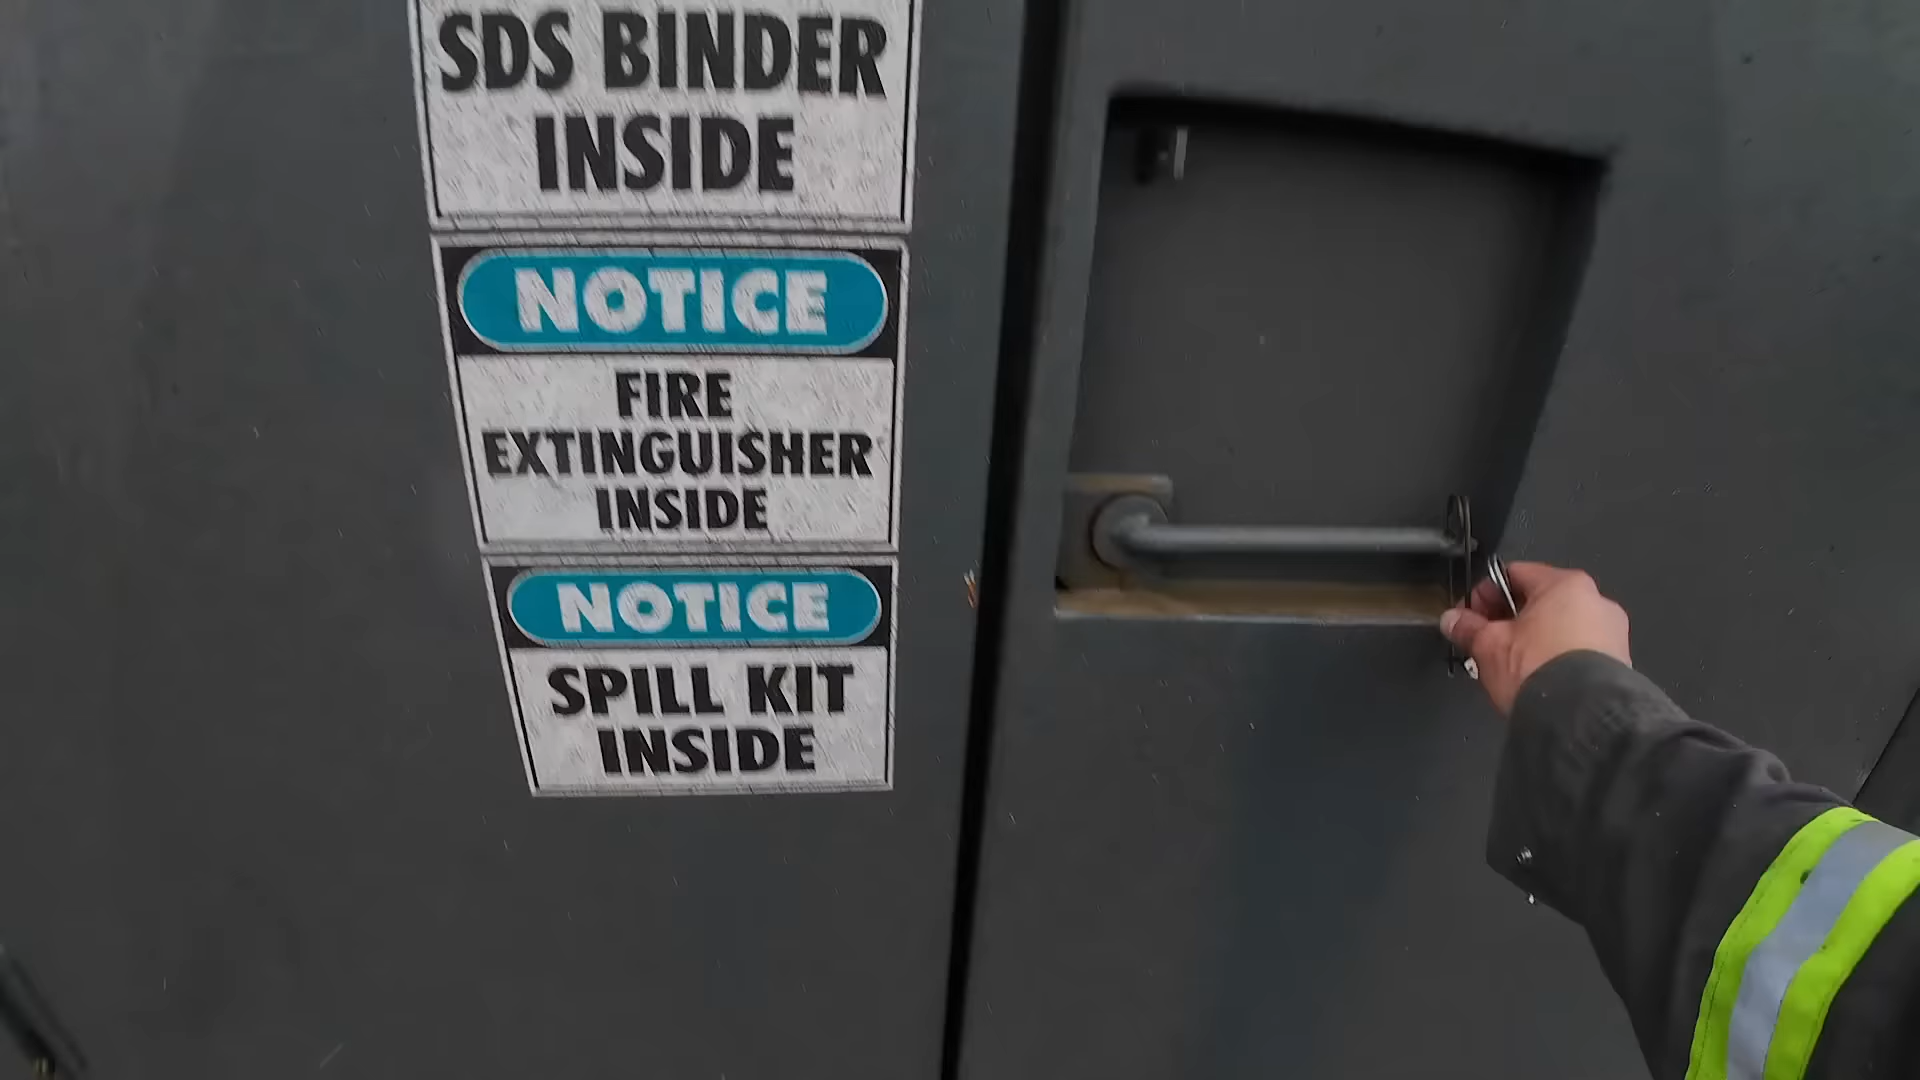 SDS BINDER
INSIDE
NOTICE
FIRE
EXTINGUISHER
INSIDE
NOTICE
SPILL KIT
INSIDE